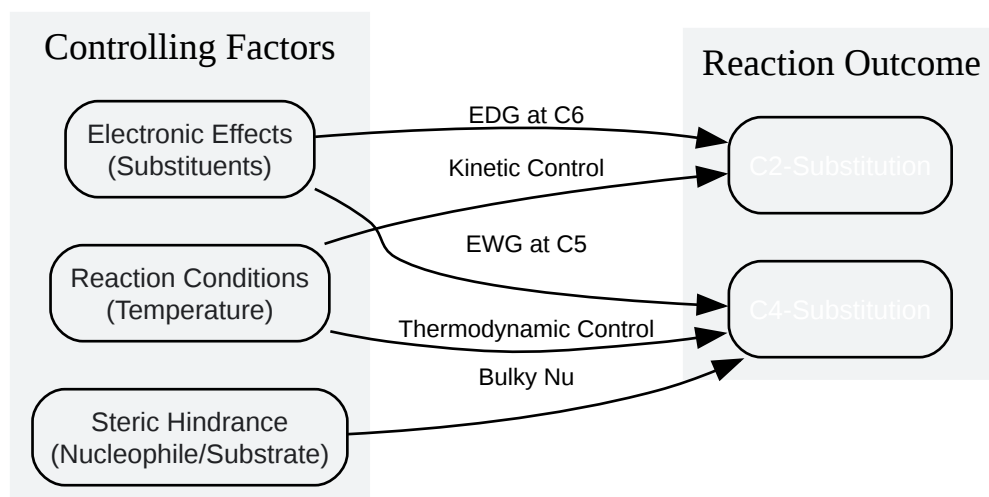 Controlling Factors
Electronic Effects
(Substituents)
Reaction Conditions
(Temperature)
Steric Hindrance
(Nucleophile/Substrate)
EDG at C6
Kinetic Control
EWG at C5
Thermodynamic Control
Bulky Nu
Reaction Outcome
C2-Substitution
C4-Substitution